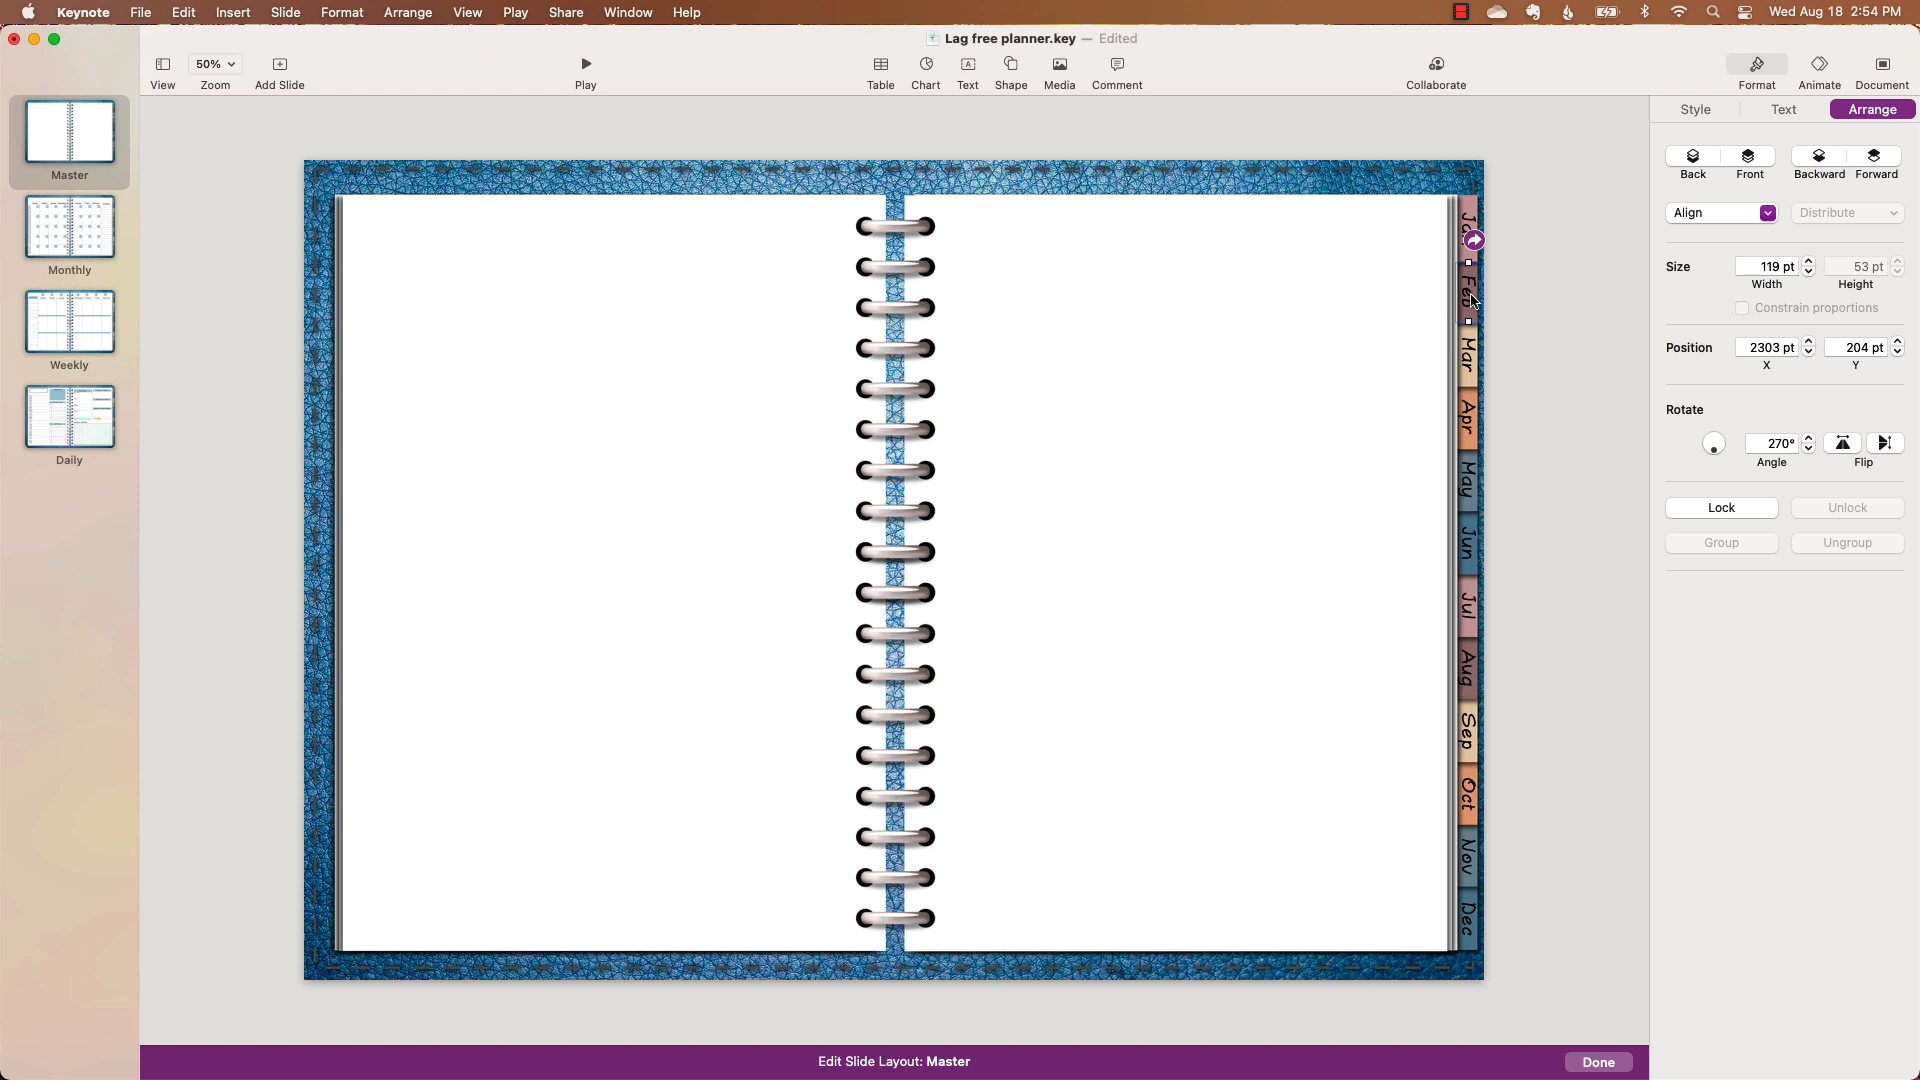 Keynote File Edit Insert Slide Format Arrange View Play Share Window Help
Wed Aug 18 2:54 PM
Lag free planner.key — Edited
50%
View Zoom Add Slide Play Table Chart Text Shape Media Comment Collaborate Format Animate Document
Style Text Arrange
Master
Monthly
Weekly
Daily
Feb
Mar
Apr
May
Jun
Jul
Aug
Sep
Oct
Nov
Dec
Back Front Backward Forward
Align Distribute
Size 119 pt 53 pt
Width Height
Constrain proportions
Position 2303 pt 204 pt
X Y
Rotate
270°
Angle Flip
Lock Unlock
Group Ungroup
Edit Slide Layout: Master
Done